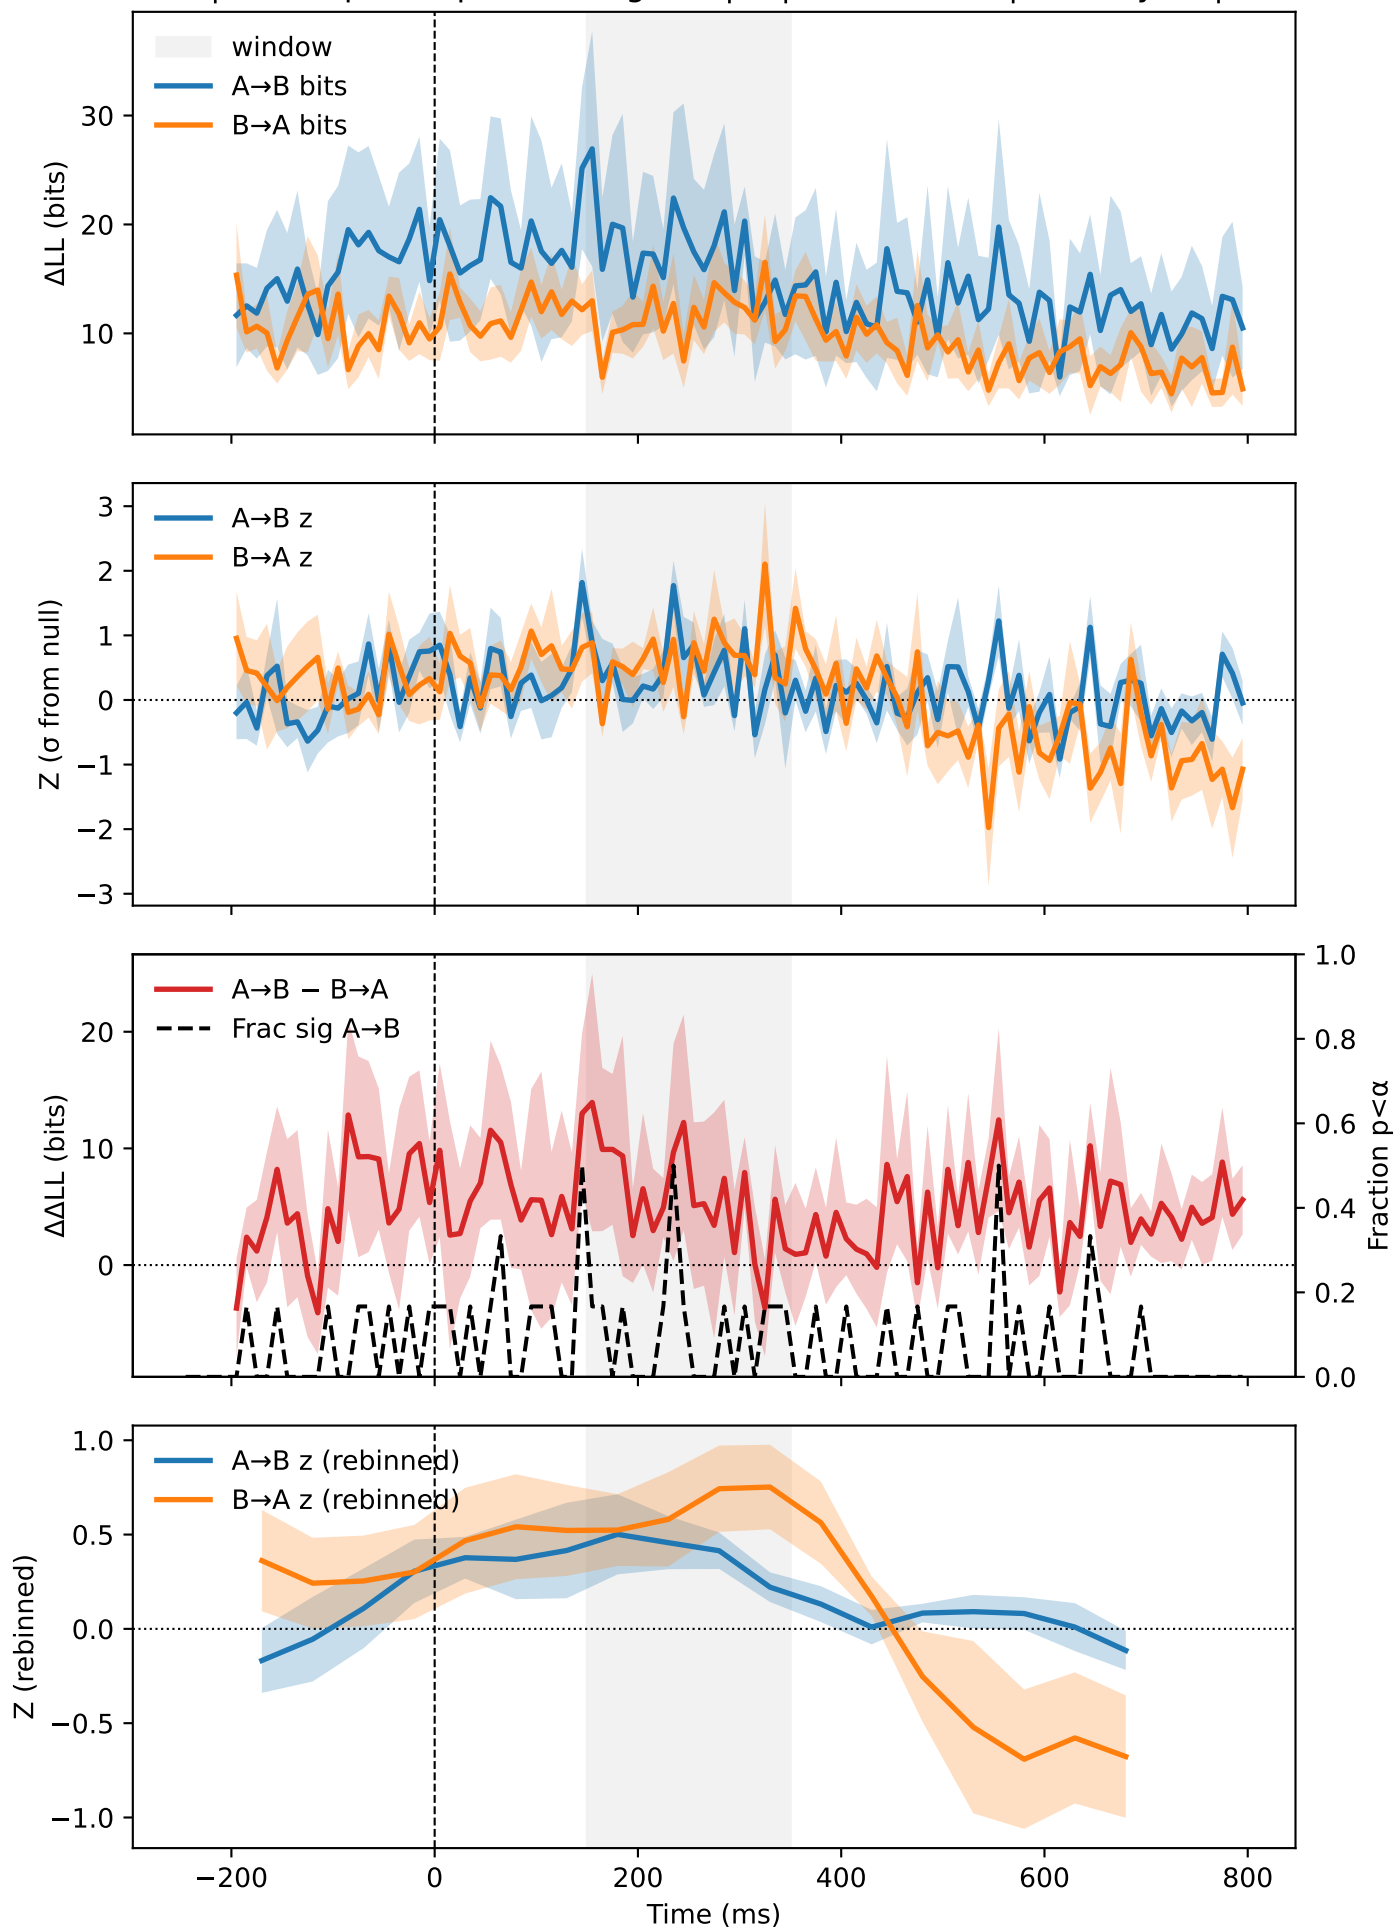 window
A→B bits
B→A bits
30
20
10
ΔLL (bits)
A→B z
B→A z
3
2
1
0
−1
−2
−3
Z (σ from null)
A→B − B→A
Frac sig A→B
20
10
0
ΔΔLL (bits)
1.0
0.8
0.6
0.4
0.2
0.0
Fraction p<α
A→B z (rebinned)
B→A z (rebinned)
1.0
0.5
0.0
−0.5
−1.0
Z (rebinned)
−200 0 200 400 600 800
Time (ms)